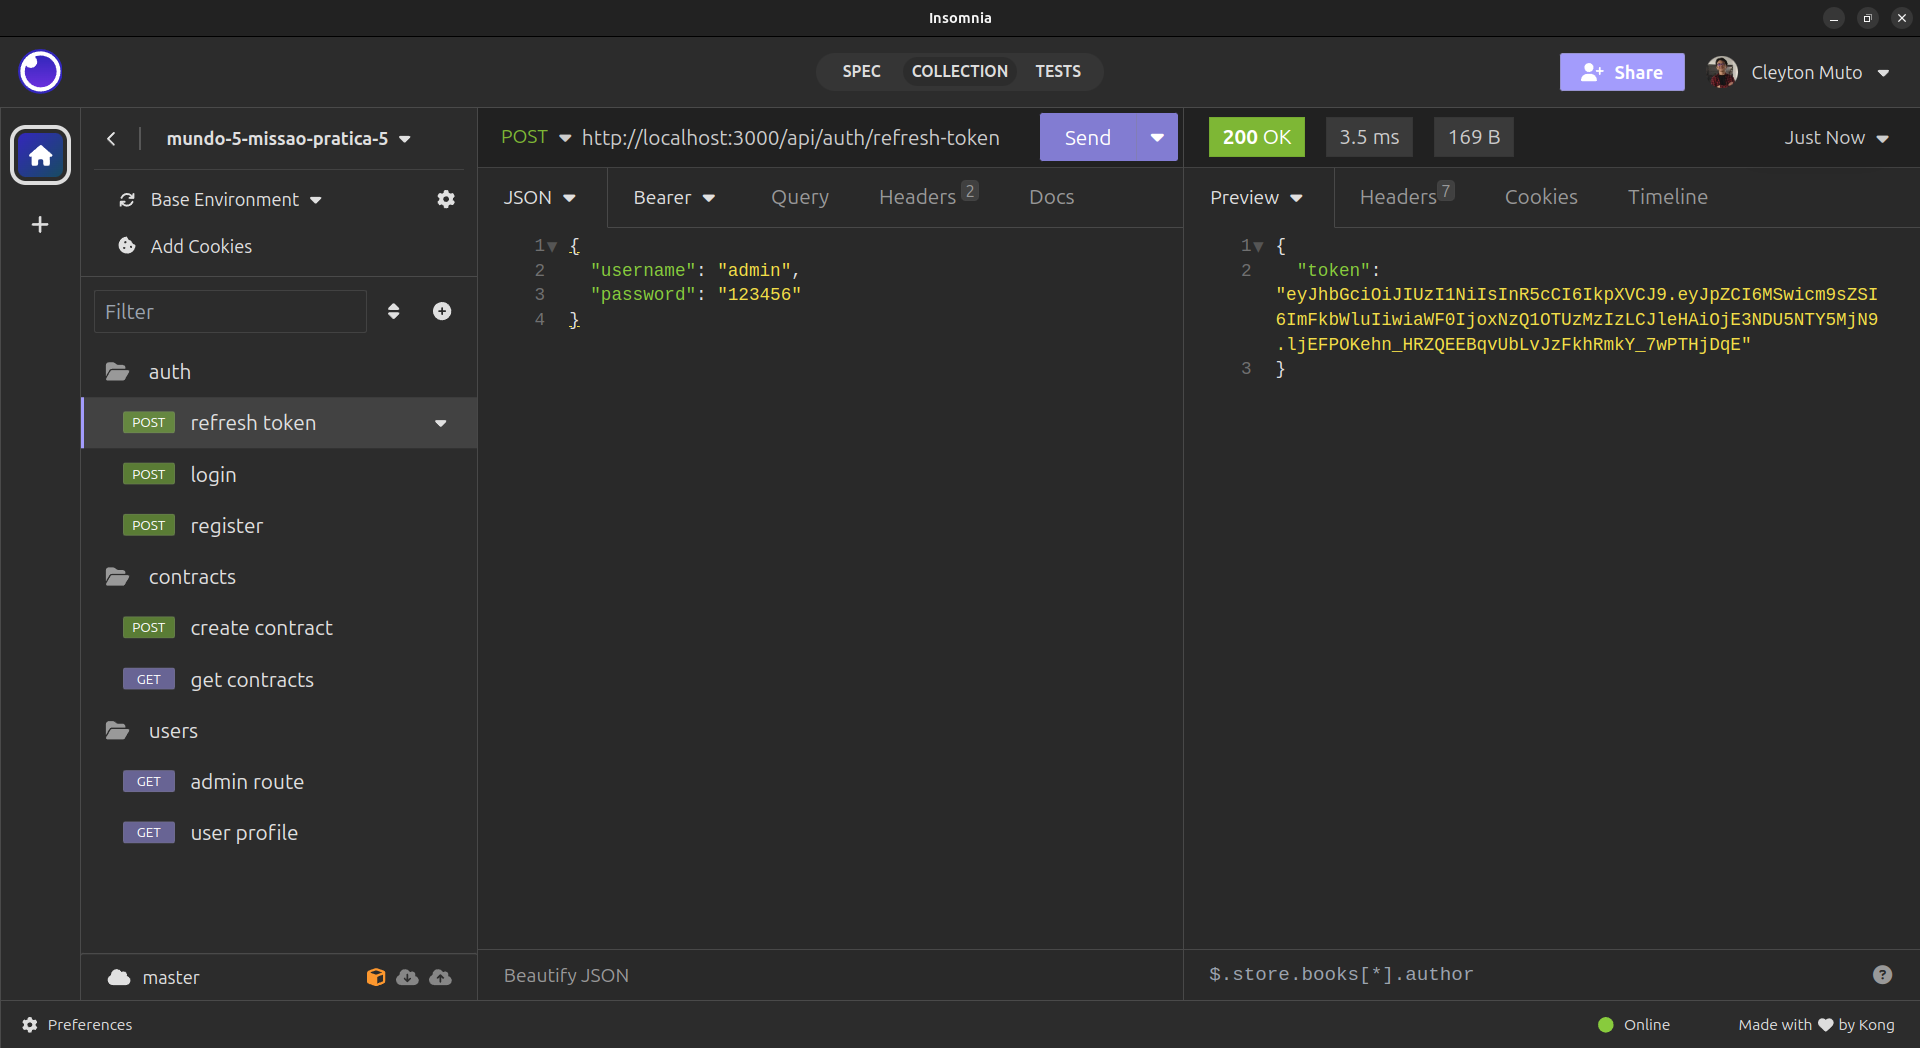 Insomnia
SPEC COLLECTION TESTS
Share
Cleyton Muto
mundo-5-missao-pratica-5
Base Environment
Add Cookies
Filter
auth
POST refresh token
POST login
POST register
contracts
POST create contract
GET get contracts
users
GET admin route
GET user profile
master
POST http://localhost:3000/api/auth/refresh-token Send
JSON Bearer Query Headers 2 Docs
1 {
2 "username": "admin",
3 "password": "123456"
4 }
Beautify JSON
200 OK 3.5 ms 169 B Just Now
Preview Headers 7 Cookies Timeline
1 {
2 "token":
"eyJhbGciOiJIUzI1NiIsInR5cCI6IkpXVCJ9.eyJpZCI6MSwicm9sZSI
6ImFkbWluIiwiaWF0IjoxNzQ1OTUzMzIzLCJleHAiOjE3NDU5NTY5MjN9
.ljEFPOKehn_HRZQEEBqvUbLvJzFkhRmkY_7wPTHjDqE"
3 }
$.store.books[*].author
Preferences
Online
Made with ♥ by Kong